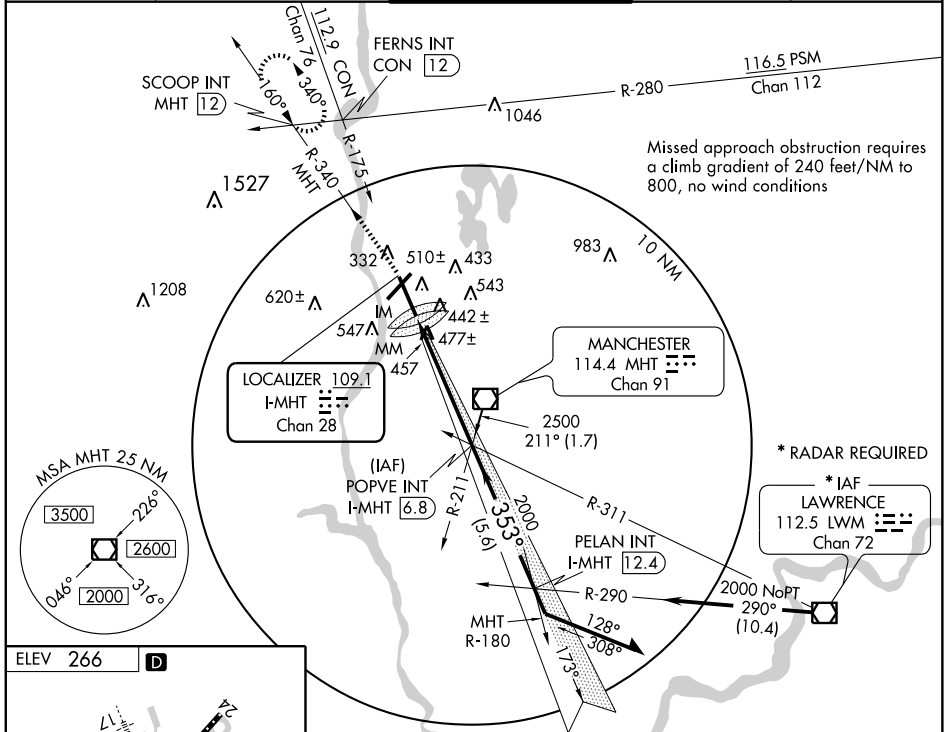 112.9 CON
Chan 76
FERNS INT
CON 12
SCOOP INT
MHT 12
160°
340°
116.5 PSM
Chan 112
R-280
1046
R-175
R-340
MHT
Missed approach obstruction requires
a climb gradient of 240 feet/NM to
800, no wind conditions
1527
10 NM
332
510±
433
983
1208
620±
543
IM
442±
547
477±
MM
457
MANCHESTER
114.4 MHT
Chan 91
LOCALIZER 109.1
I-MHT
Chan 28
2500
211° (1.7)
* RADAR REQUIRED
MSA MHT 25 NM
(IAF)
POPVE INT
I-MHT 6.8
R-211
353°
2000
(5.6)
R-311
* IAF
LAWRENCE
112.5 LWM
Chan 72
3500
226°
2600
046°
2000
316°
PELAN INT
I-MHT 12.4
R-290
2000 NoPT
290°
(10.4)
MHT
R-180
128°
308°
173°
ELEV 266
D
17
24